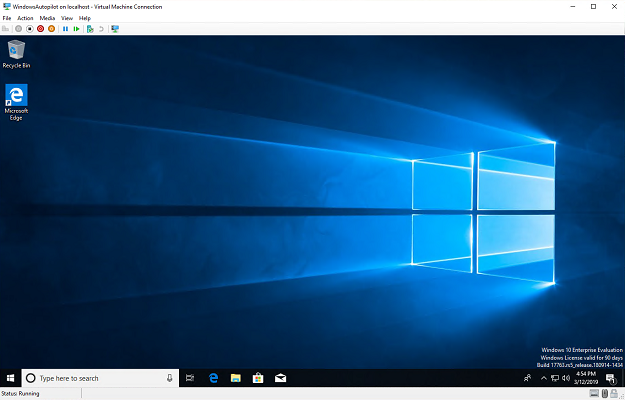 WindowsAutopilot on localhost - Virtual Machine Connection
File Action Media View Help
Recycle Bin
Microsoft
Edge
Windows 10 Enterprise Evaluation
Windows License valid for 90 days
Build 17763.rs5_release.180914-1434
Type here to search
4:54 PM
3/12/2019
Status: Running